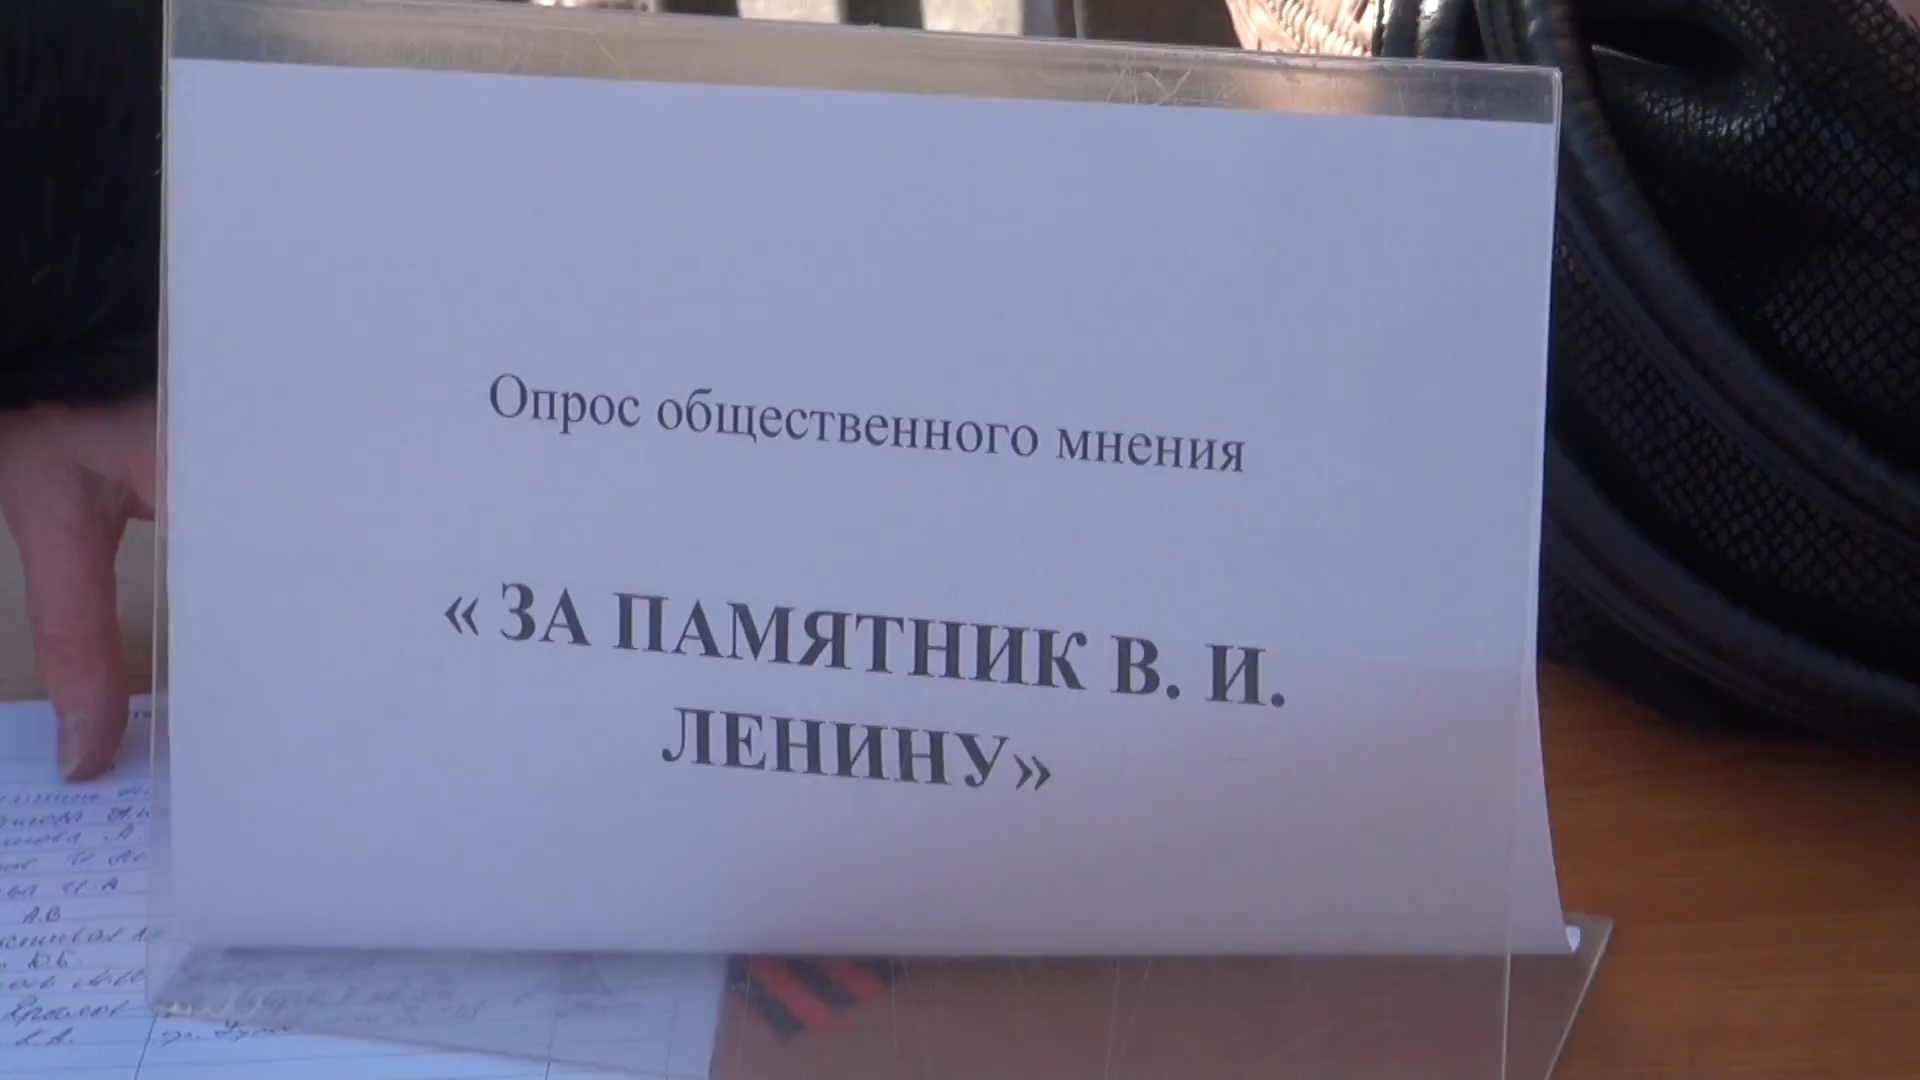 Опрос общественного мнения
« ЗА ПАМЯТНИК В. И.
ЛЕНИНУ»
И.А
А.В
Ю.Б.
К.А.